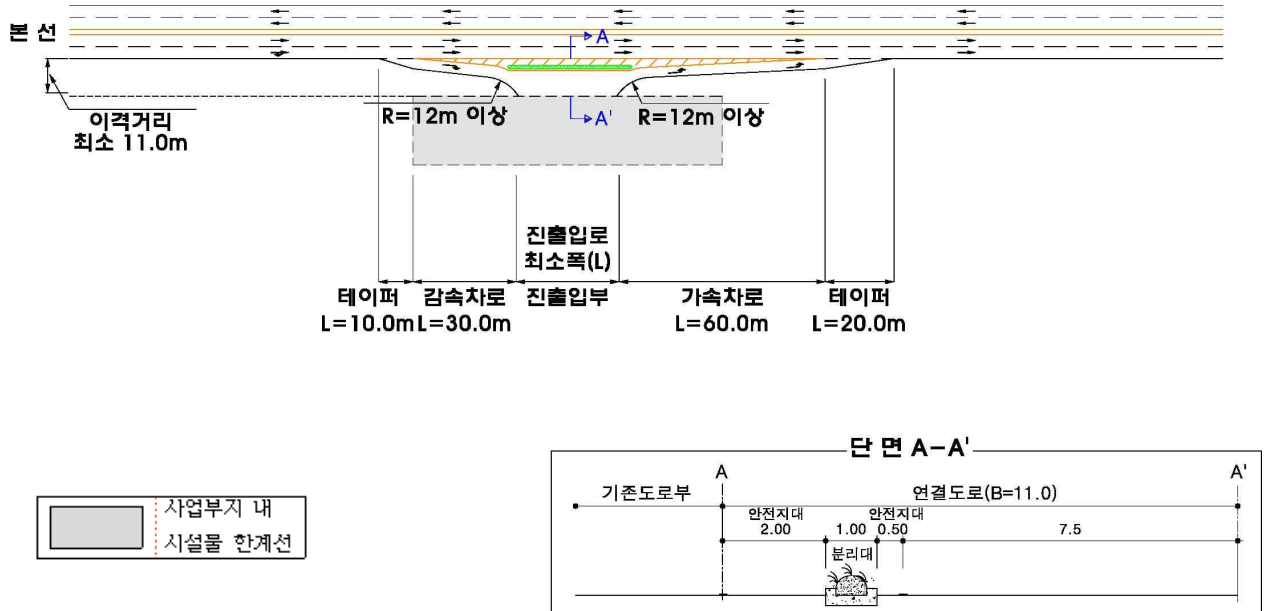 본 선
A
이격거리
최소 11.0m
R=12m 이상
A'
R=12m 이상
진출입로
최소폭(L)
테이퍼
감속차로
진출입부
가속차로
테이퍼
L=10.0m
L=30.0m
L=60.0m
L=20.0m
사업부지 내
시설물 한계선
단 면 A-A'
A
A'
기존도로부
연결도로(B=11.0)
안전지대
안전지대
2.00
1.00
0.50
7.5
분리대